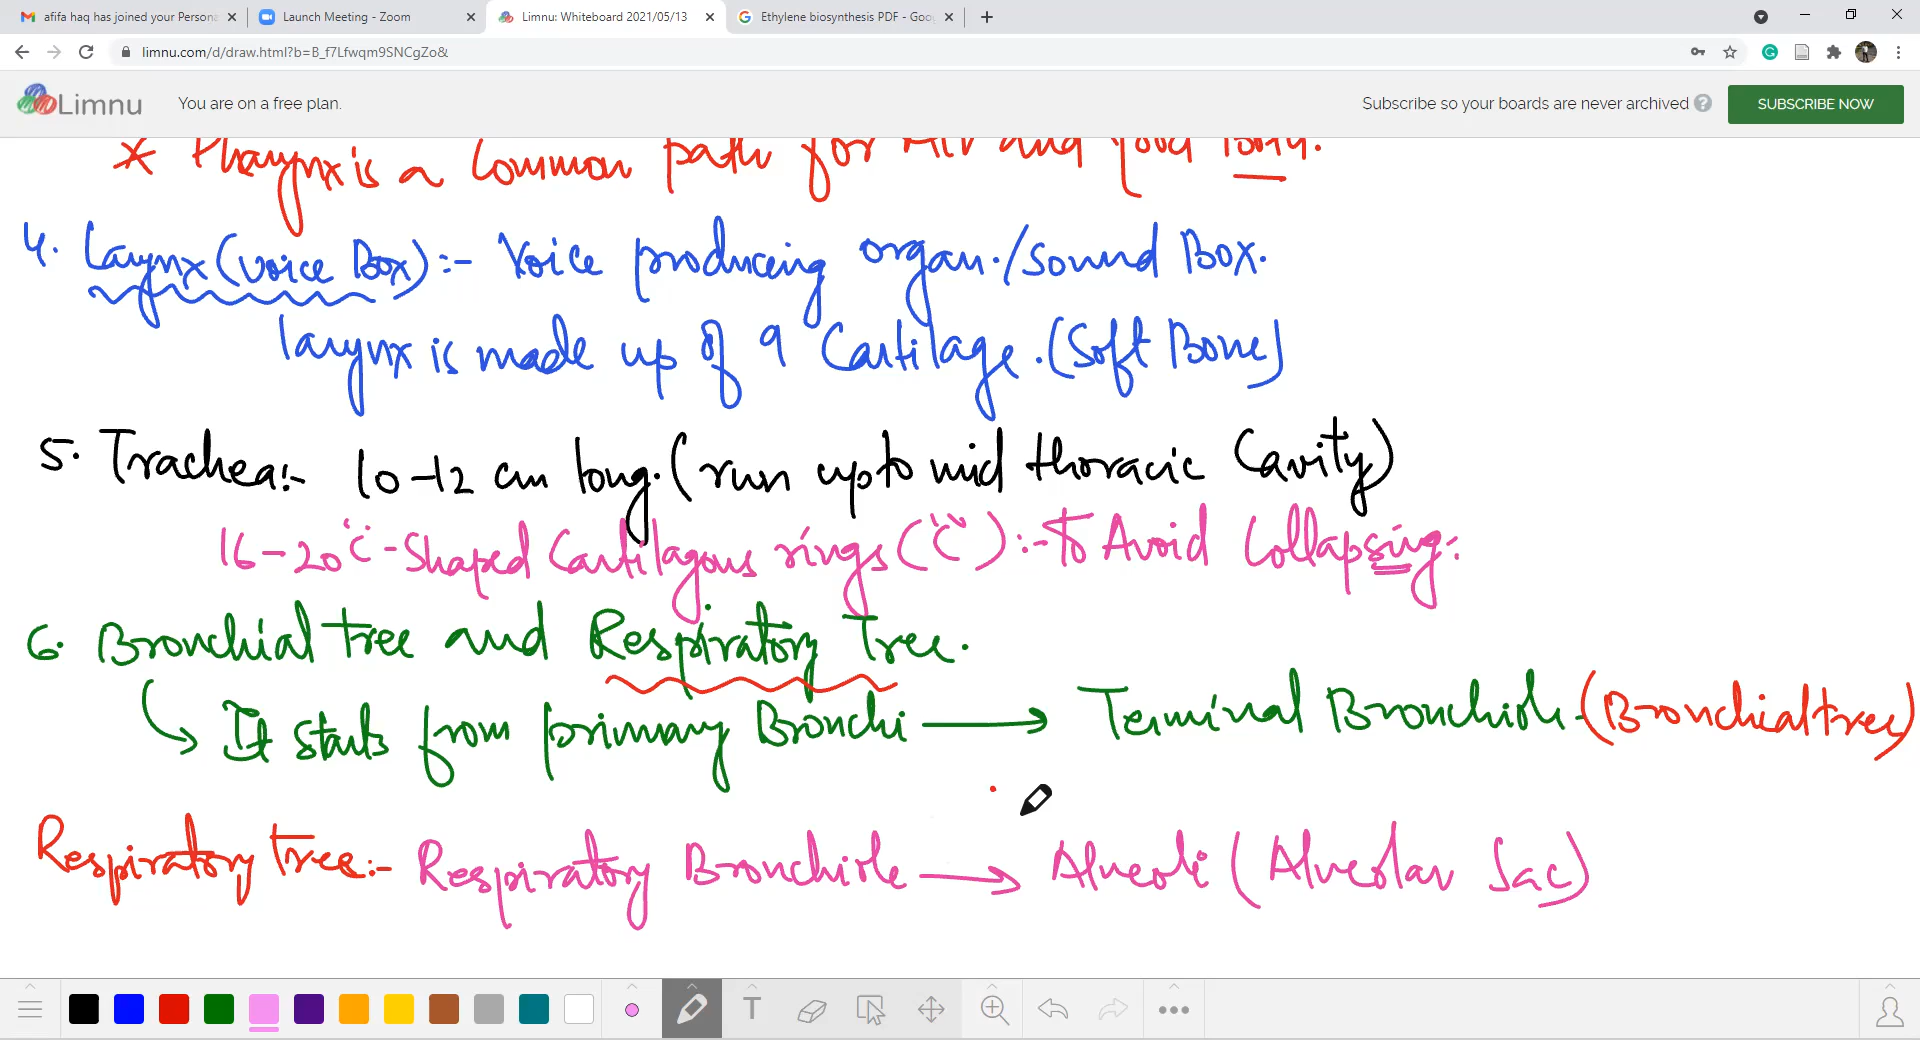 afifa haq has joined your Persona
Launch Meeting - Zoom
Limnu: Whiteboard 2021/05/13
Ethylene biosynthesis PDF - Goo
limnu.com/d/draw.html?b=B_f7Lfwqm9SNCgZo&
Limnu
You are on a free plan.
Subscribe so your boards are never archived ?
SUBSCRIBE NOW
* Pharynx is a Common path for Air and food Both.
4. Larynx (voice Box) :- Voice producing organ./Sound Box.
larynx is made up of 9 Cartilage. (Soft Bone)
5. Trachea:- 10-12 cm long. (run upto mid thoracic Cavity)
16-20 "C"-Shaped Cartilagous rings ("C") :- To Avoid Collapsing:
6. Bronchial tree and Respiratory Tree.
It starts from primary Bronchi → Terminal Bronchiole. (Bronchial tree)
Respiratory Tree:- Respiratory Bronchiole → Alveoli (Alveolar Sac)
T